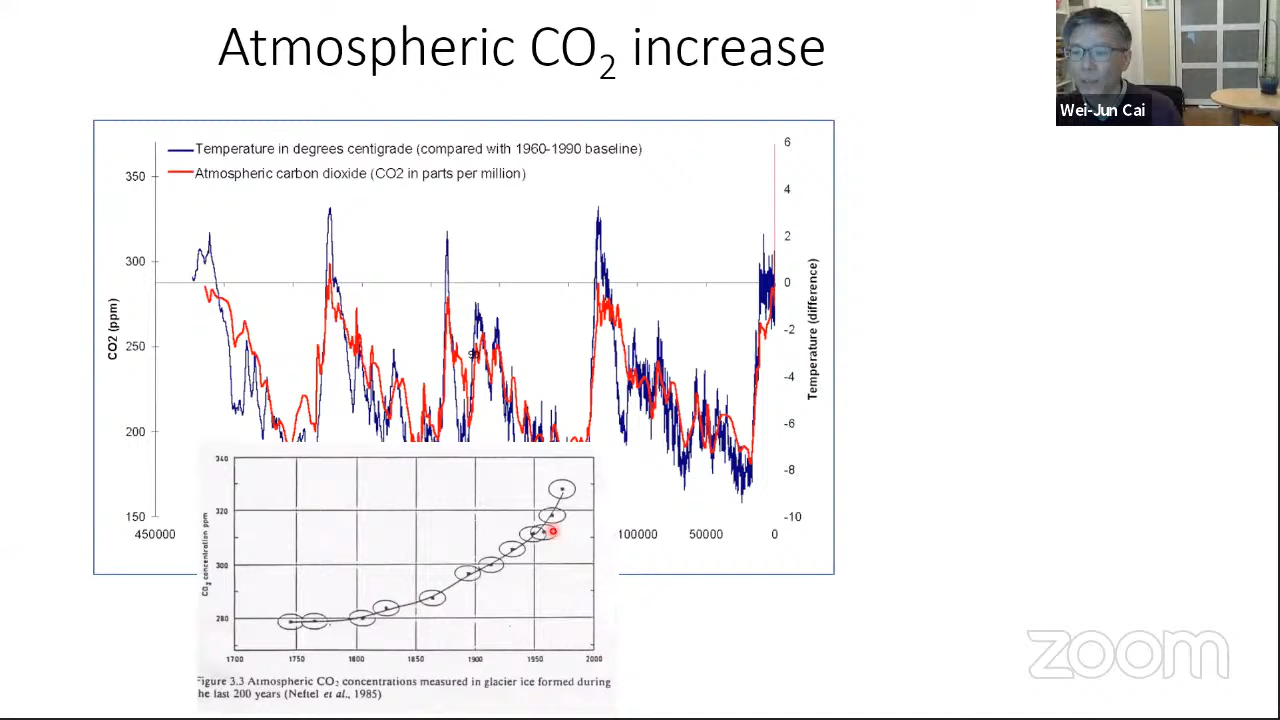 Atmospheric CO2 increase
Wei-Jun Cai
Temperature in degrees centigrade (compared with 1960-1990 baseline)
Atmospheric carbon dioxide (CO2 in parts per million)
350
300
250
200
150
CO2 (ppm)
6
4
2
0
-2
-4
-6
-8
-10
Temperature (difference)
450000
100000
50000
0
340
320
300
280
CO2 concentration ppm
1700
1750
1800
1850
1900
1950
2000
igure 3.3 Atmospheric CO2 concentrations measured in glacier ice formed during
he last 200 years (Neftel et al., 1985)
zoom